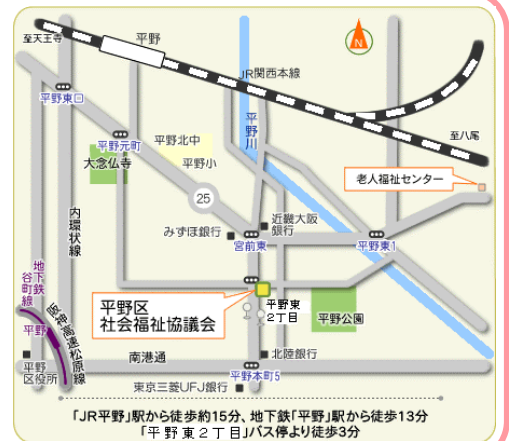 至天王寺
平野
N
JR関西本線
平野東口
平野川
平野元町
平野北中
平野小
大念仏寺
至八尾
老人福祉センター
25
内環状線
近畿大阪
銀行
みずほ銀行
宮前東
平野東1
地下鉄
谷町線
阪神高速松原線
平野区
社会福祉協議会
平野東
2丁目
平野公園
平野
平野
区役所
南港通
北陸銀行
平野本町5
東京三菱UFJ銀行
「JR平野」駅から徒歩約15分、地下鉄「平野」駅から徒歩13分
「平野東2丁目」バス停より徒歩3分